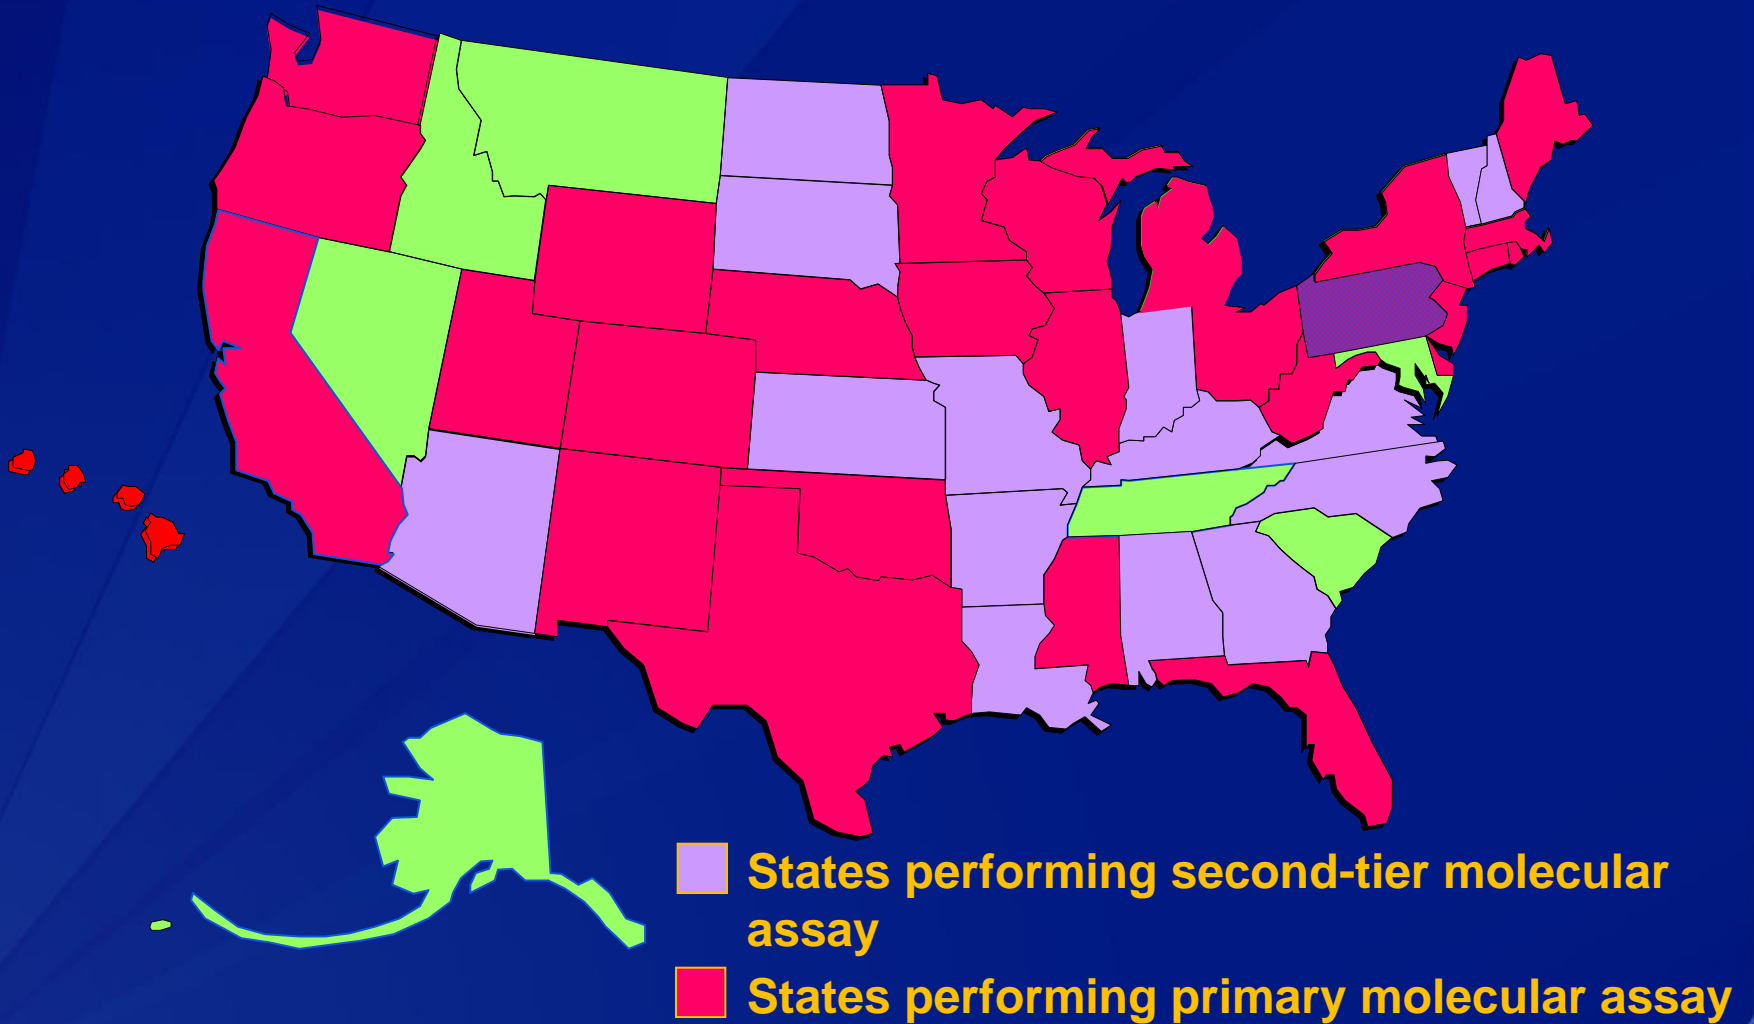 States performing second-tier molecular
assay
States performing primary molecular assay